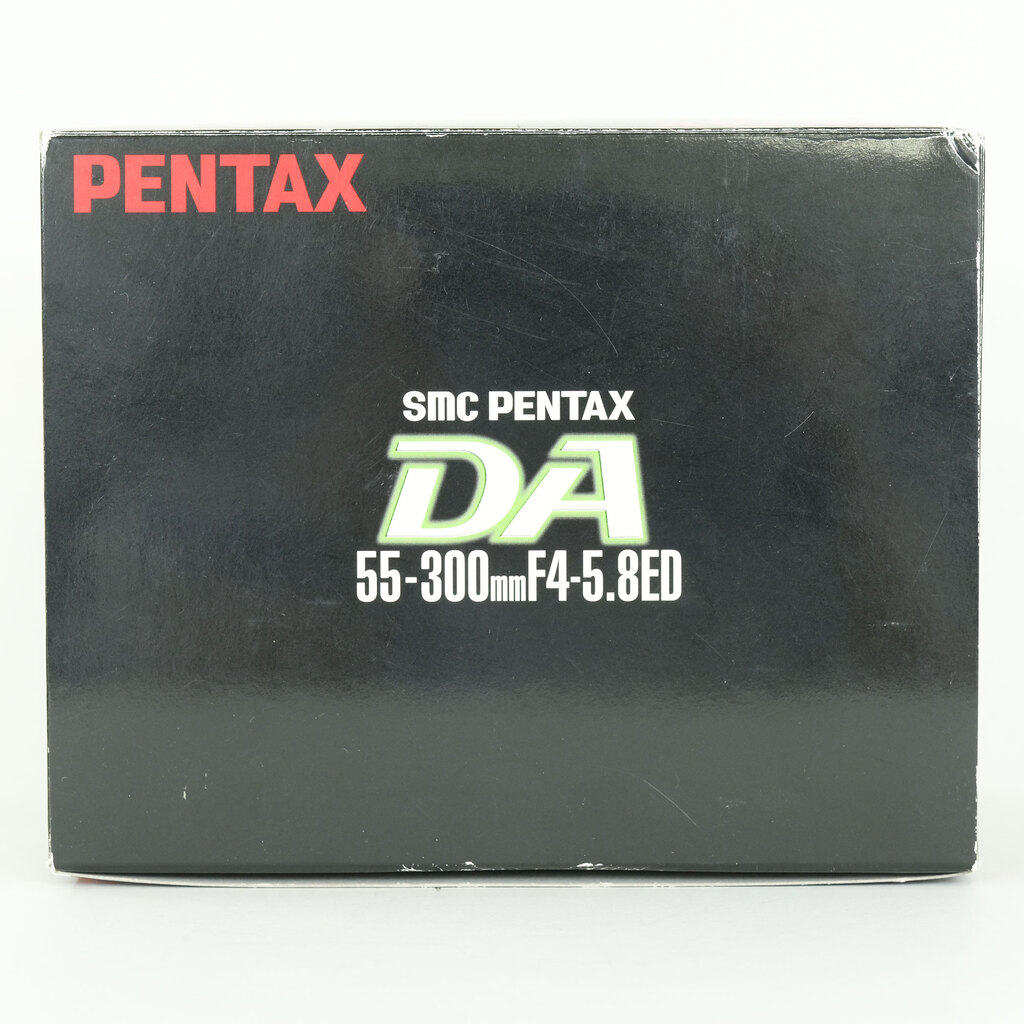 PENTAX
smc PENTAX
DA
55-300mmF4-5.8ED